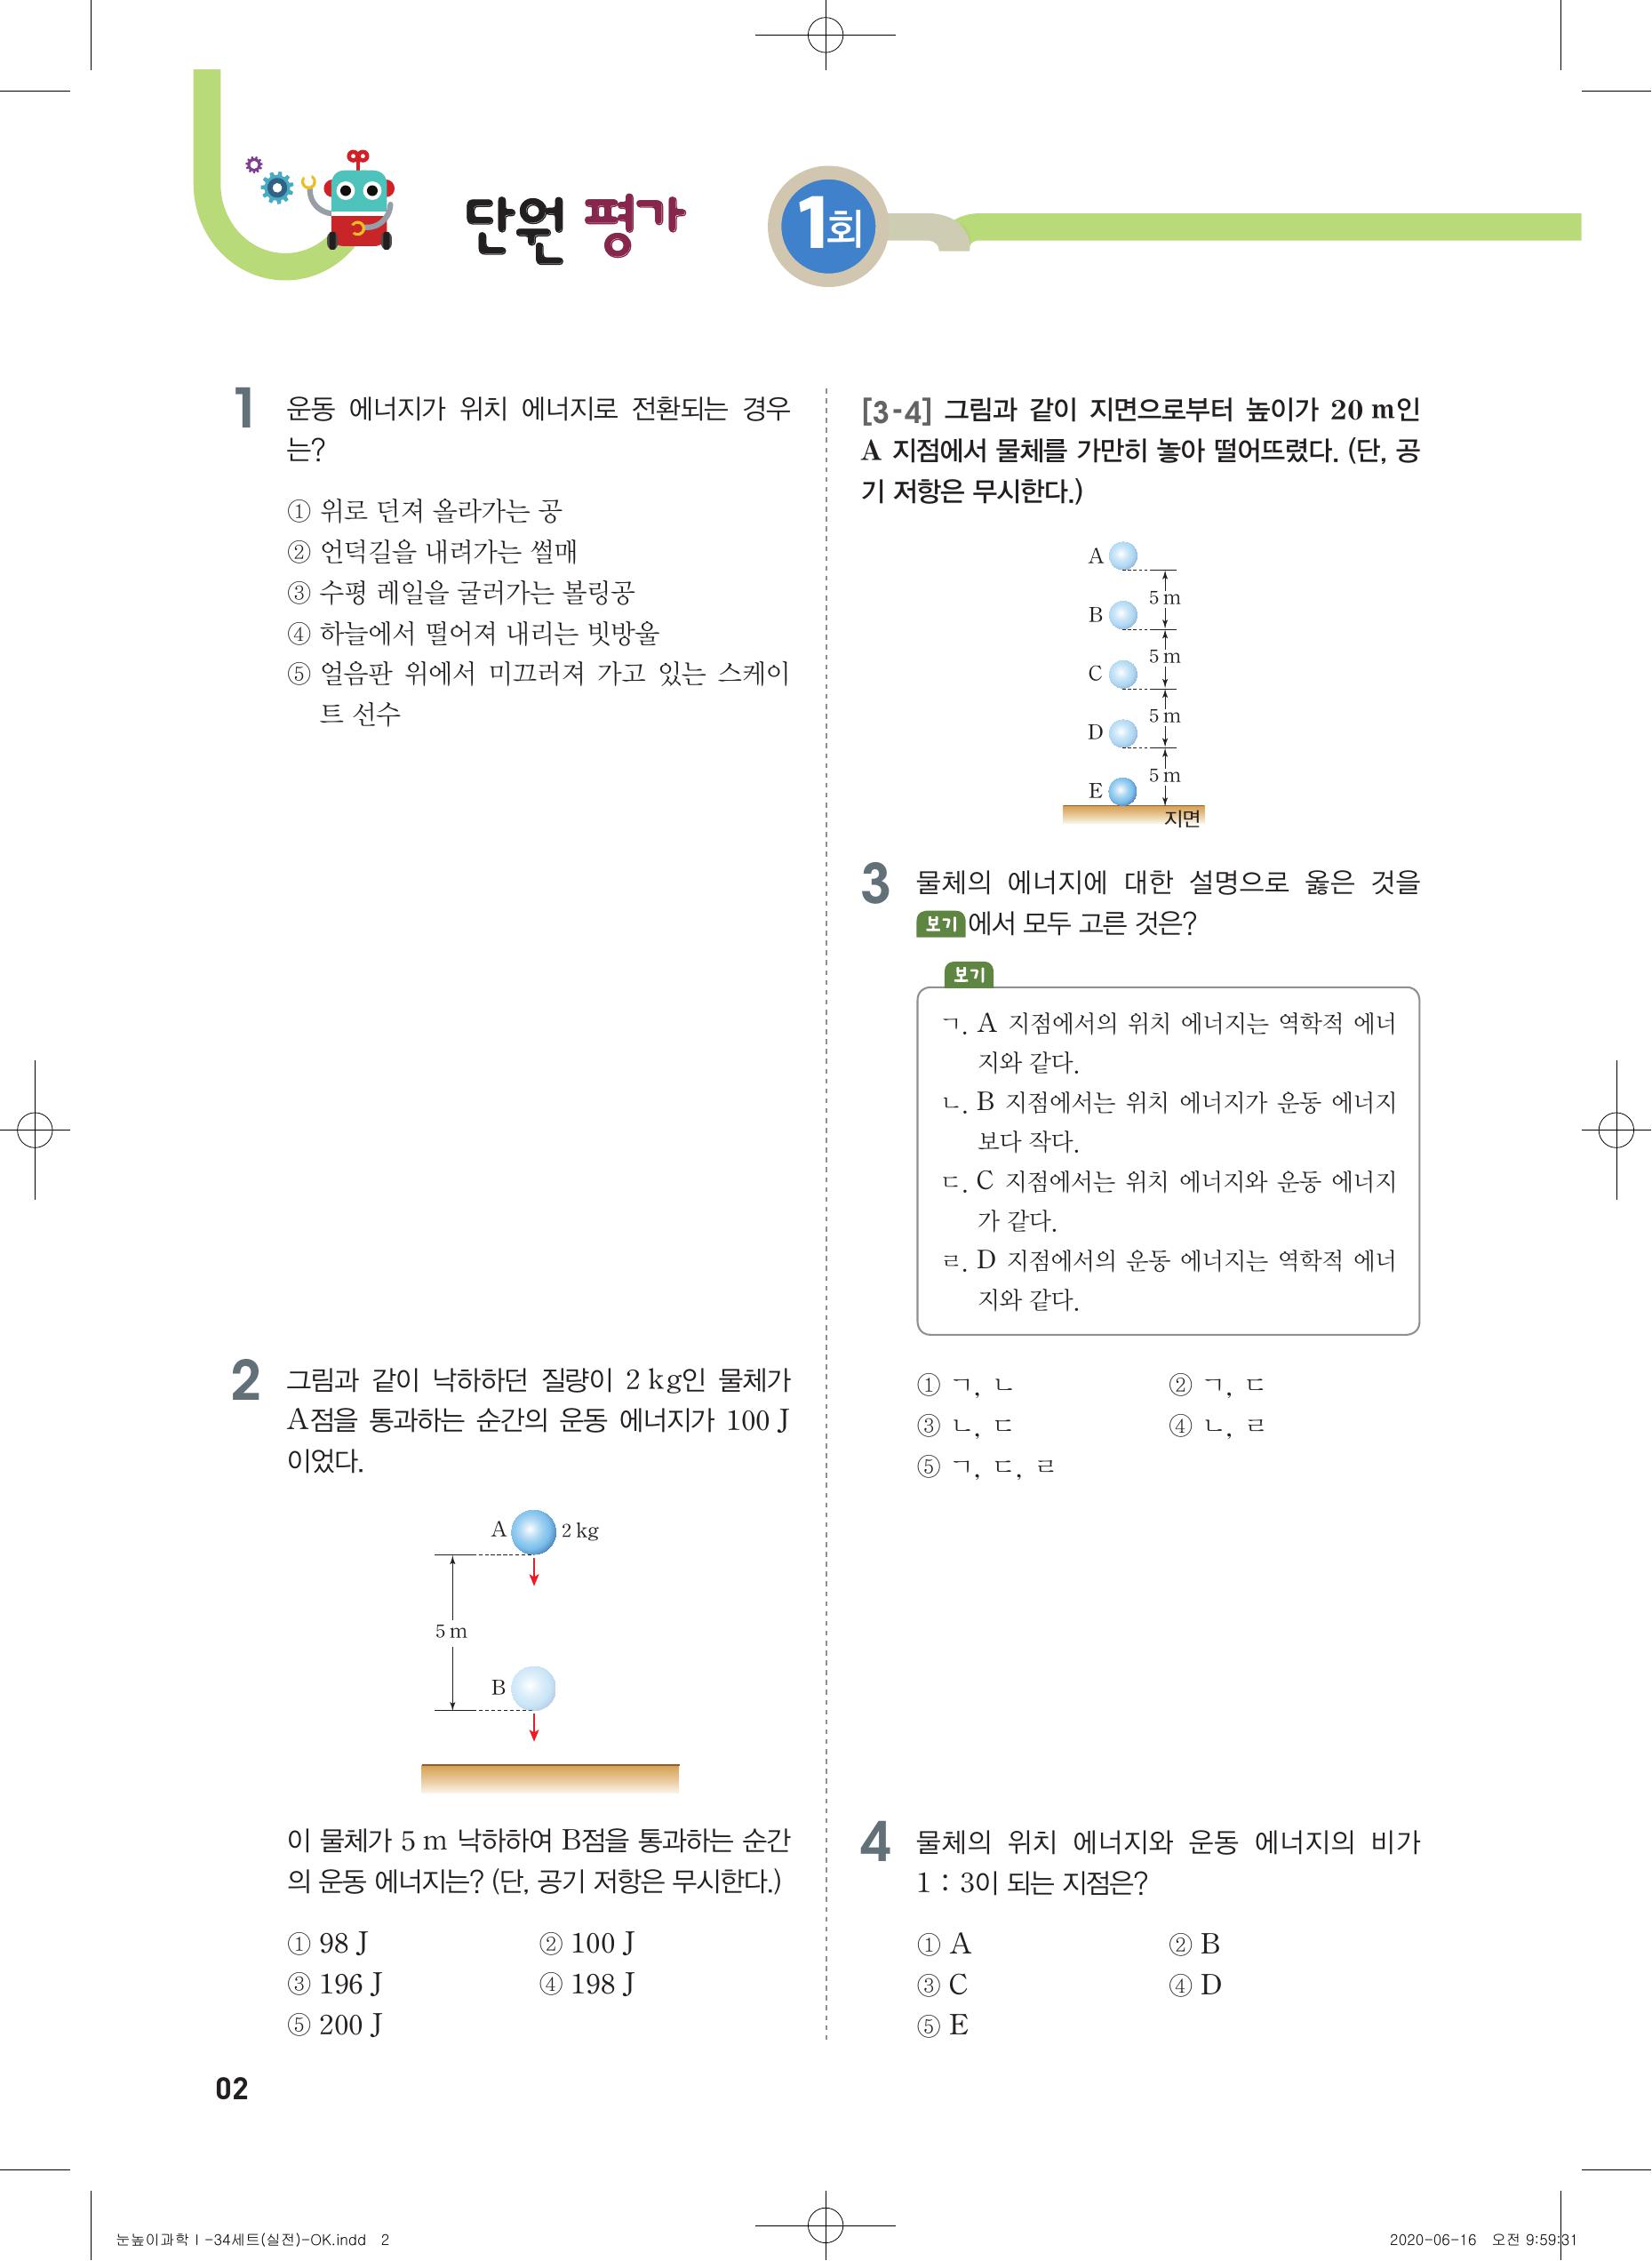 단원 평가 1회
1 운동 에너지가 위치 에너지로 전환되는 경우
는?
① 위로 던져 올라가는 공
② 언덕길을 내려가는 썰매
③ 수평 레일을 굴러가는 볼링공
④ 하늘에서 떨어져 내리는 빗방울
⑤ 얼음판 위에서 미끄러져 가고 있는 스케이
트 선수
2 그림과 같이 낙하하던 질량이 2 kg인 물체가
A점을 통과하는 순간의 운동 에너지가 100 J
이었다.
A 2 kg
5 m
B
이 물체가 5 m 낙하하여 B점을 통과하는 순간
의 운동 에너지는? (단, 공기 저항은 무시한다.)
① 98 J ② 100 J
③ 196 J ④ 198 J
⑤ 200 J
[3-4] 그림과 같이 지면으로부터 높이가 20 m인
A 지점에서 물체를 가만히 놓아 떨어뜨렸다. (단, 공
기 저항은 무시한다.)
A
5 m
B
5 m
C
5 m
D
5 m
E
지면
3 물체의 에너지에 대한 설명으로 옳은 것을
보기 에서 모두 고른 것은?
보기
ㄱ. A 지점에서의 위치 에너지는 역학적 에너
지와 같다.
ㄴ. B 지점에서는 위치 에너지가 운동 에너지
보다 작다.
ㄷ. C 지점에서는 위치 에너지와 운동 에너지
가 같다.
ㄹ. D 지점에서의 운동 에너지는 역학적 에너
지와 같다.
① ㄱ, ㄴ ② ㄱ, ㄷ
③ ㄴ, ㄷ ④ ㄴ, ㄹ
⑤ ㄱ, ㄷ, ㄹ
4 물체의 위치 에너지와 운동 에너지의 비가
1 : 3이 되는 지점은?
① A ② B
③ C ④ D
⑤ E
02
눈높이과학Ⅰ-34세트(실전)-OK.indd 2
2020-06-16 오전 9:59:31